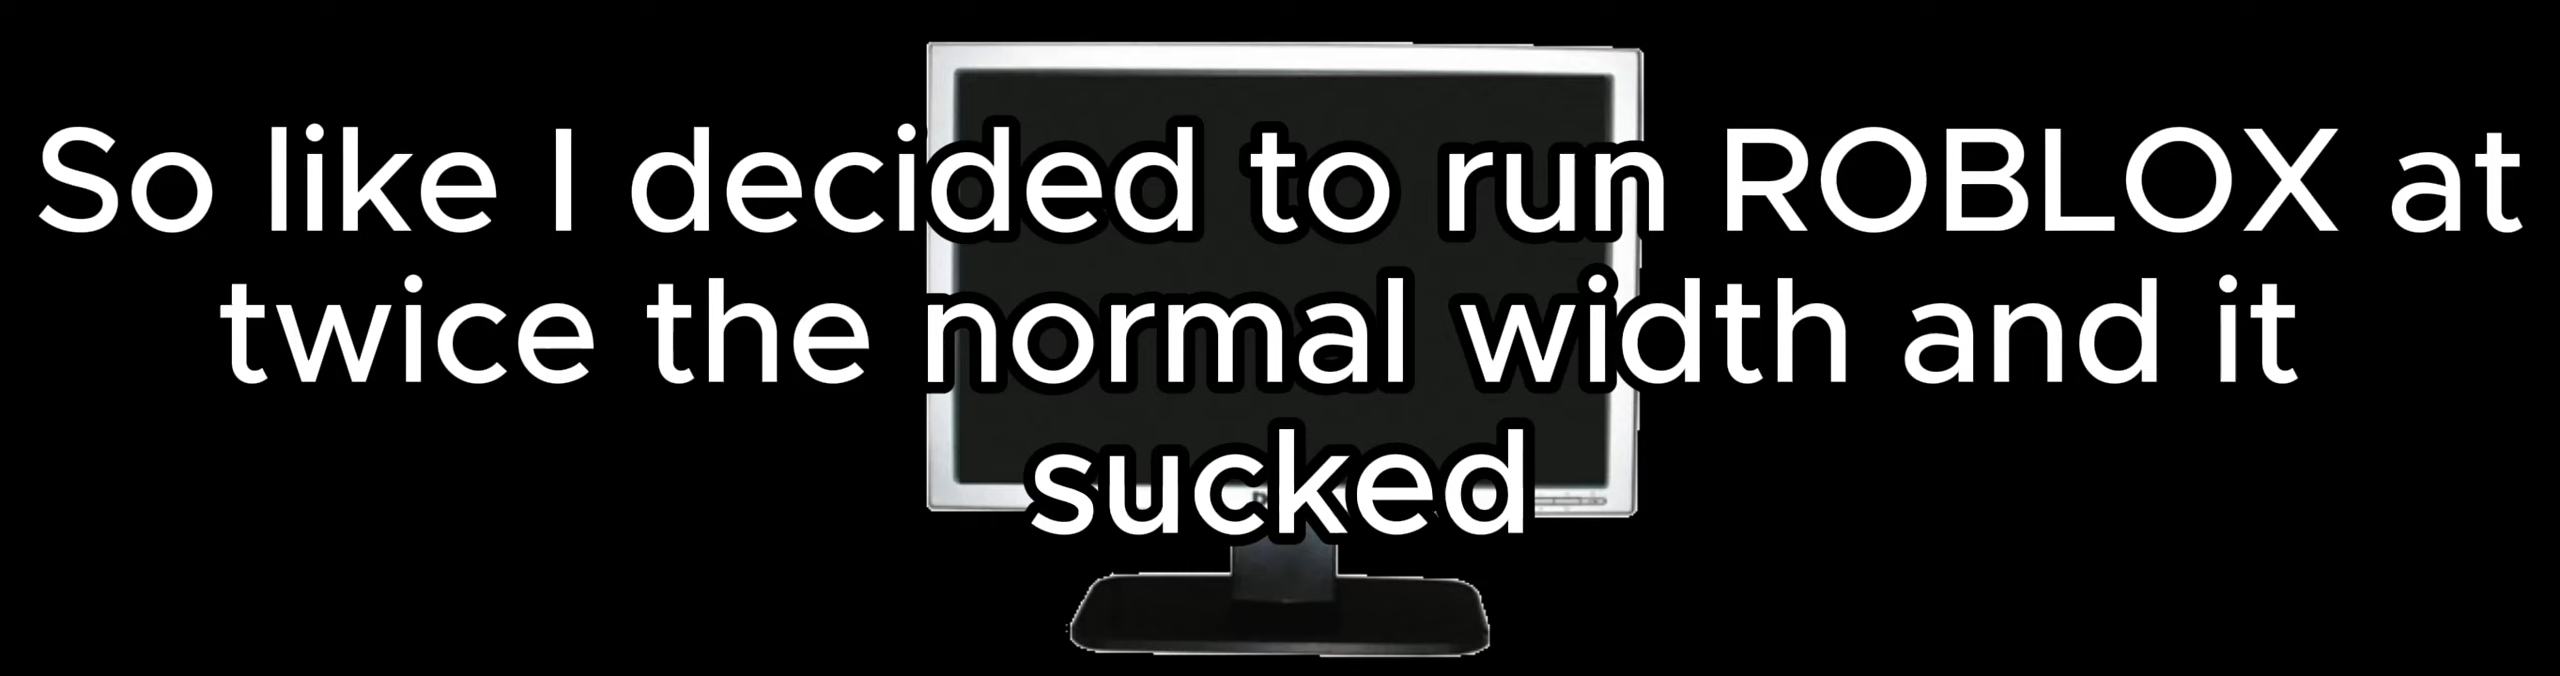 So like I decided to run ROBLOX at
twice the normal width and it
sucked